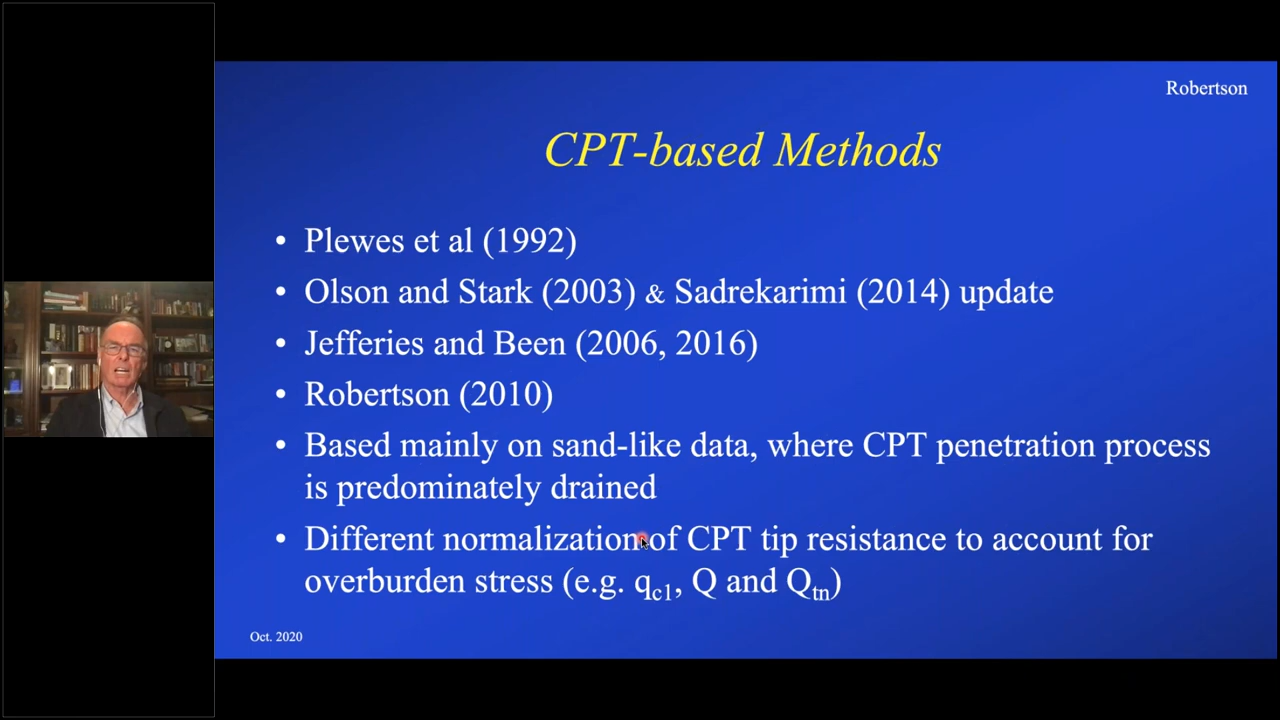 Robertson
CPT-based Methods
• Plewes et al (1992)
• Olson and Stark (2003) & Sadrekarimi (2014) update
• Jefferies and Been (2006, 2016)
• Robertson (2010)
• Based mainly on sand-like data, where CPT penetration process
is predominately drained
• Different normalization of CPT tip resistance to account for
overburden stress (e.g. qc1, Q and Qtn)
Oct. 2020